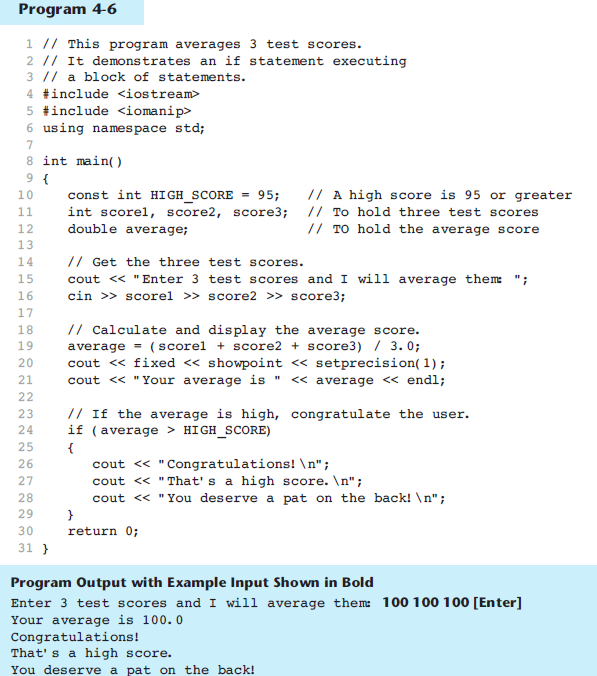 Program 4-6
1 // This program averages 3 test scores.
2 // It demonstrates an if statement executing
3 // a block of statements.
4 #include <iostream>
5 #include <iomanip>
6 using namespace std;
7
8 int main()
9 {
10    const int HIGH_SCORE = 95;   // A high score is 95 or greater
11    int score1, score2, score3;  // To hold three test scores
12    double average;              // TO hold the average score
13
14    // Get the three test scores.
15    cout << "Enter 3 test scores and I will average them: ";
16    cin >> score1 >> score2 >> score3;
17
18    // Calculate and display the average score.
19    average = (score1 + score2 + score3) / 3.0;
20    cout << fixed << showpoint << setprecision(1);
21    cout << "Your average is " << average << endl;
22
23    // If the average is high, congratulate the user.
24    if (average > HIGH_SCORE)
25    {
26       cout << "Congratulations!\n";
27       cout << "That's a high score.\n";
28       cout << "You deserve a pat on the back!\n";
29    }
30    return 0;
31 }
Program Output with Example Input Shown in Bold
Enter 3 test scores and I will average them: 100 100 100 [Enter]
Your average is 100.0
Congratulations!
That's a high score.
You deserve a pat on the back!